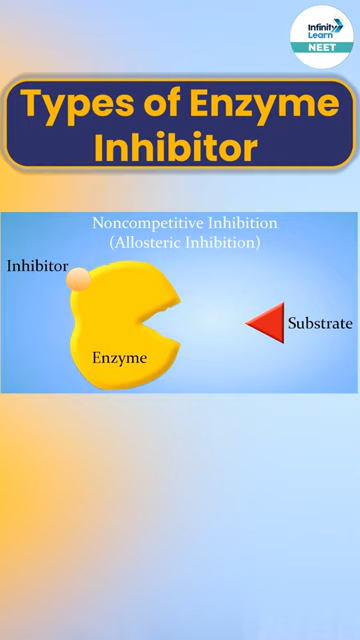 Infinity
Learn
NEET
Types of Enzyme
Inhibitor
Noncompetitive Inhibition
(Allosteric Inhibition)
Inhibitor
Substrate
Enzyme